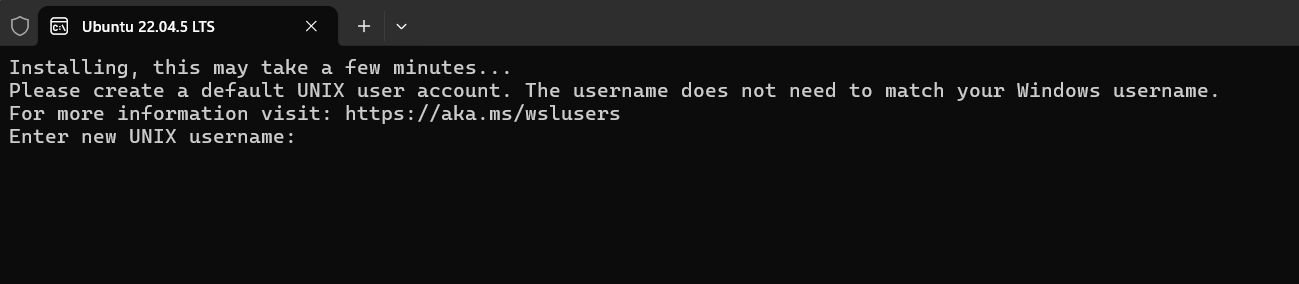 Ubuntu 22.04.5 LTS
Installing, this may take a few minutes...
Please create a default UNIX user account. The username does not need to match your Windows username.
For more information visit: https://aka.ms/wslusers
Enter new UNIX username: